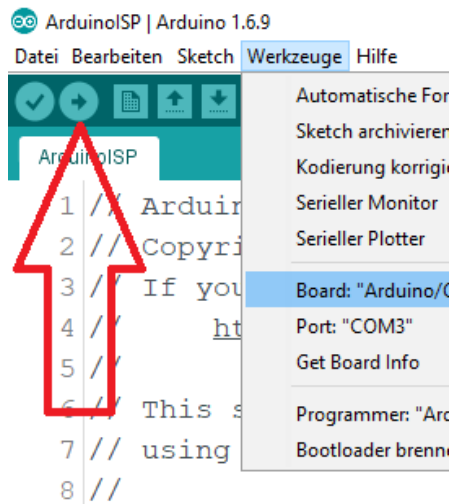 ArduinoISP | Arduino 1.6.9
Datei Bearbeiten Sketch Werkzeuge Hilfe
Automatische For
Sketch archivieren
Kodierung korrigie
Serieller Monitor
Serieller Plotter
Board: "Arduino/G
Port: "COM3"
Get Board Info
Programmer: "Ard
Bootloader brenne
ArduinoISP
1 // Arduin
2 // Copyri
3 // If you
4 // ht
5 //
6 // This s
7 // using
8 //